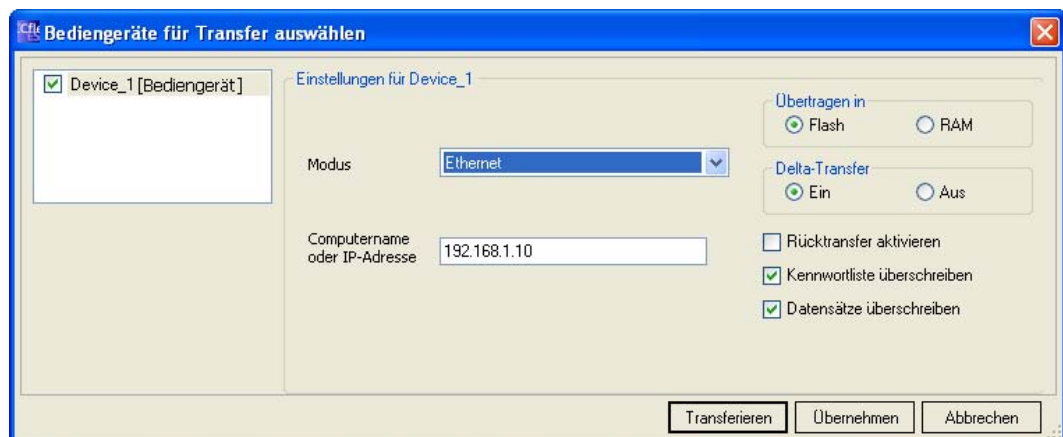 Bediengeräte für Transfer auswählen
Device_1 [Bediengerät]
Einstellungen für Device_1
Modus
Ethernet
Computername
oder IP-Adresse
192.168.1.10
Übertragen in
Flash
RAM
Delta-Transfer
Ein
Aus
Rücktransfer aktivieren
Kennwortliste überschreiben
Datensätze überschreiben
Transferieren
Übernehmen
Abbrechen